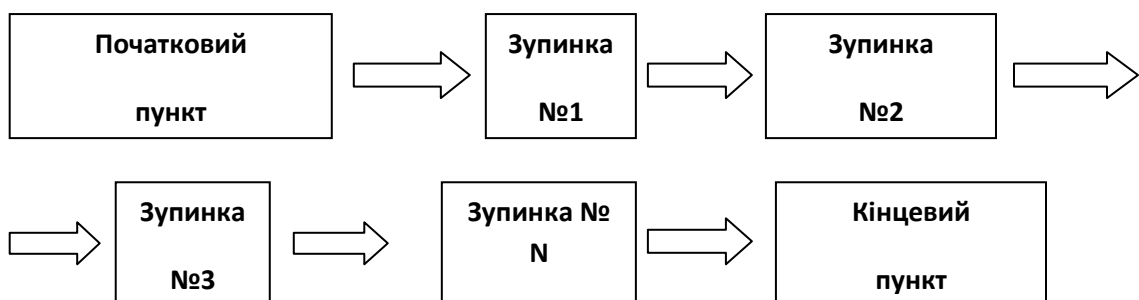 Початковий
пункт
Зупинка
№1
Зупинка
№2
Зупинка
№3
Зупинка №
N
Кінцевий
пункт